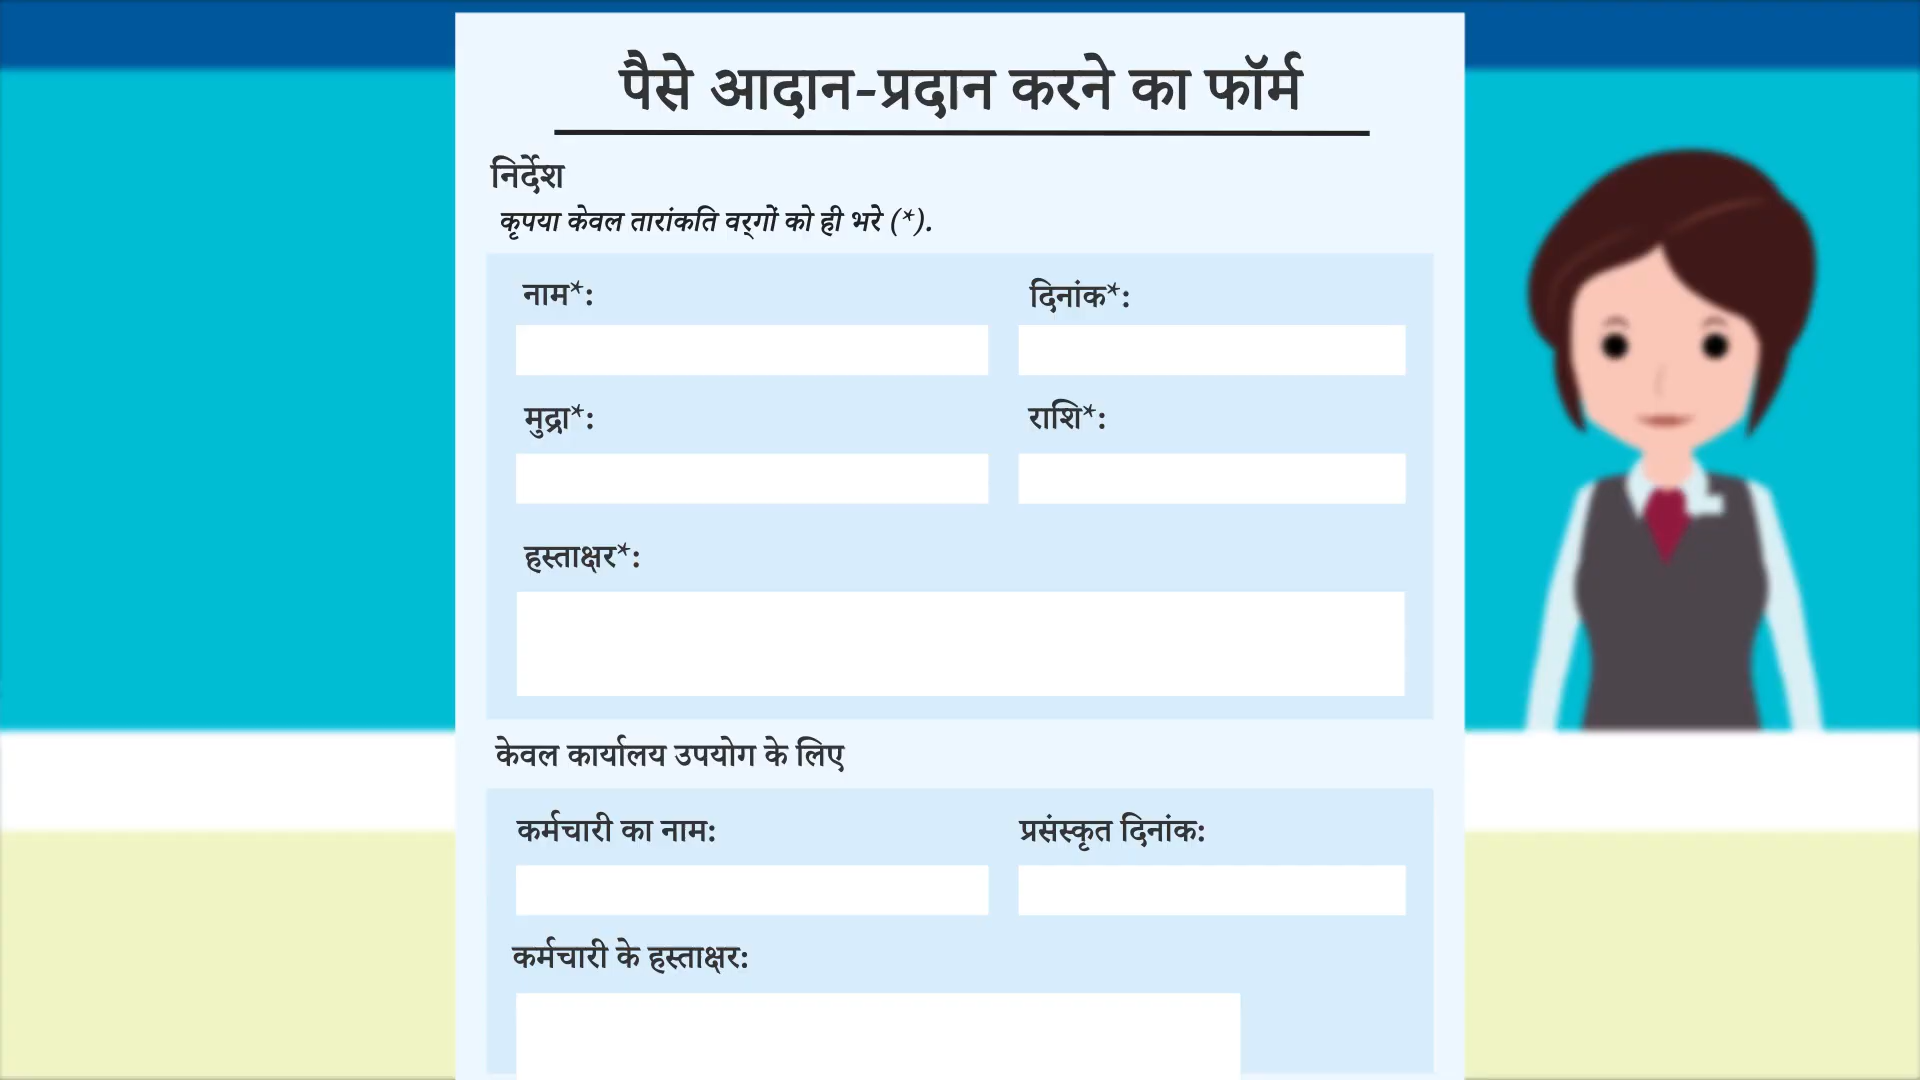 पैसे आदान-प्रदान करने का फॉर्म
निर्देश
कृपया केवल तारांकति वर्गों को ही भरे (*).
नाम*: दिनांक*:
मुद्रा*: राशि*:
हस्ताक्षर*:
केवल कार्यालय उपयोग के लिए
कर्मचारी का नाम: प्रसंस्कृत दिनांक:
कर्मचारी के हस्ताक्षर: